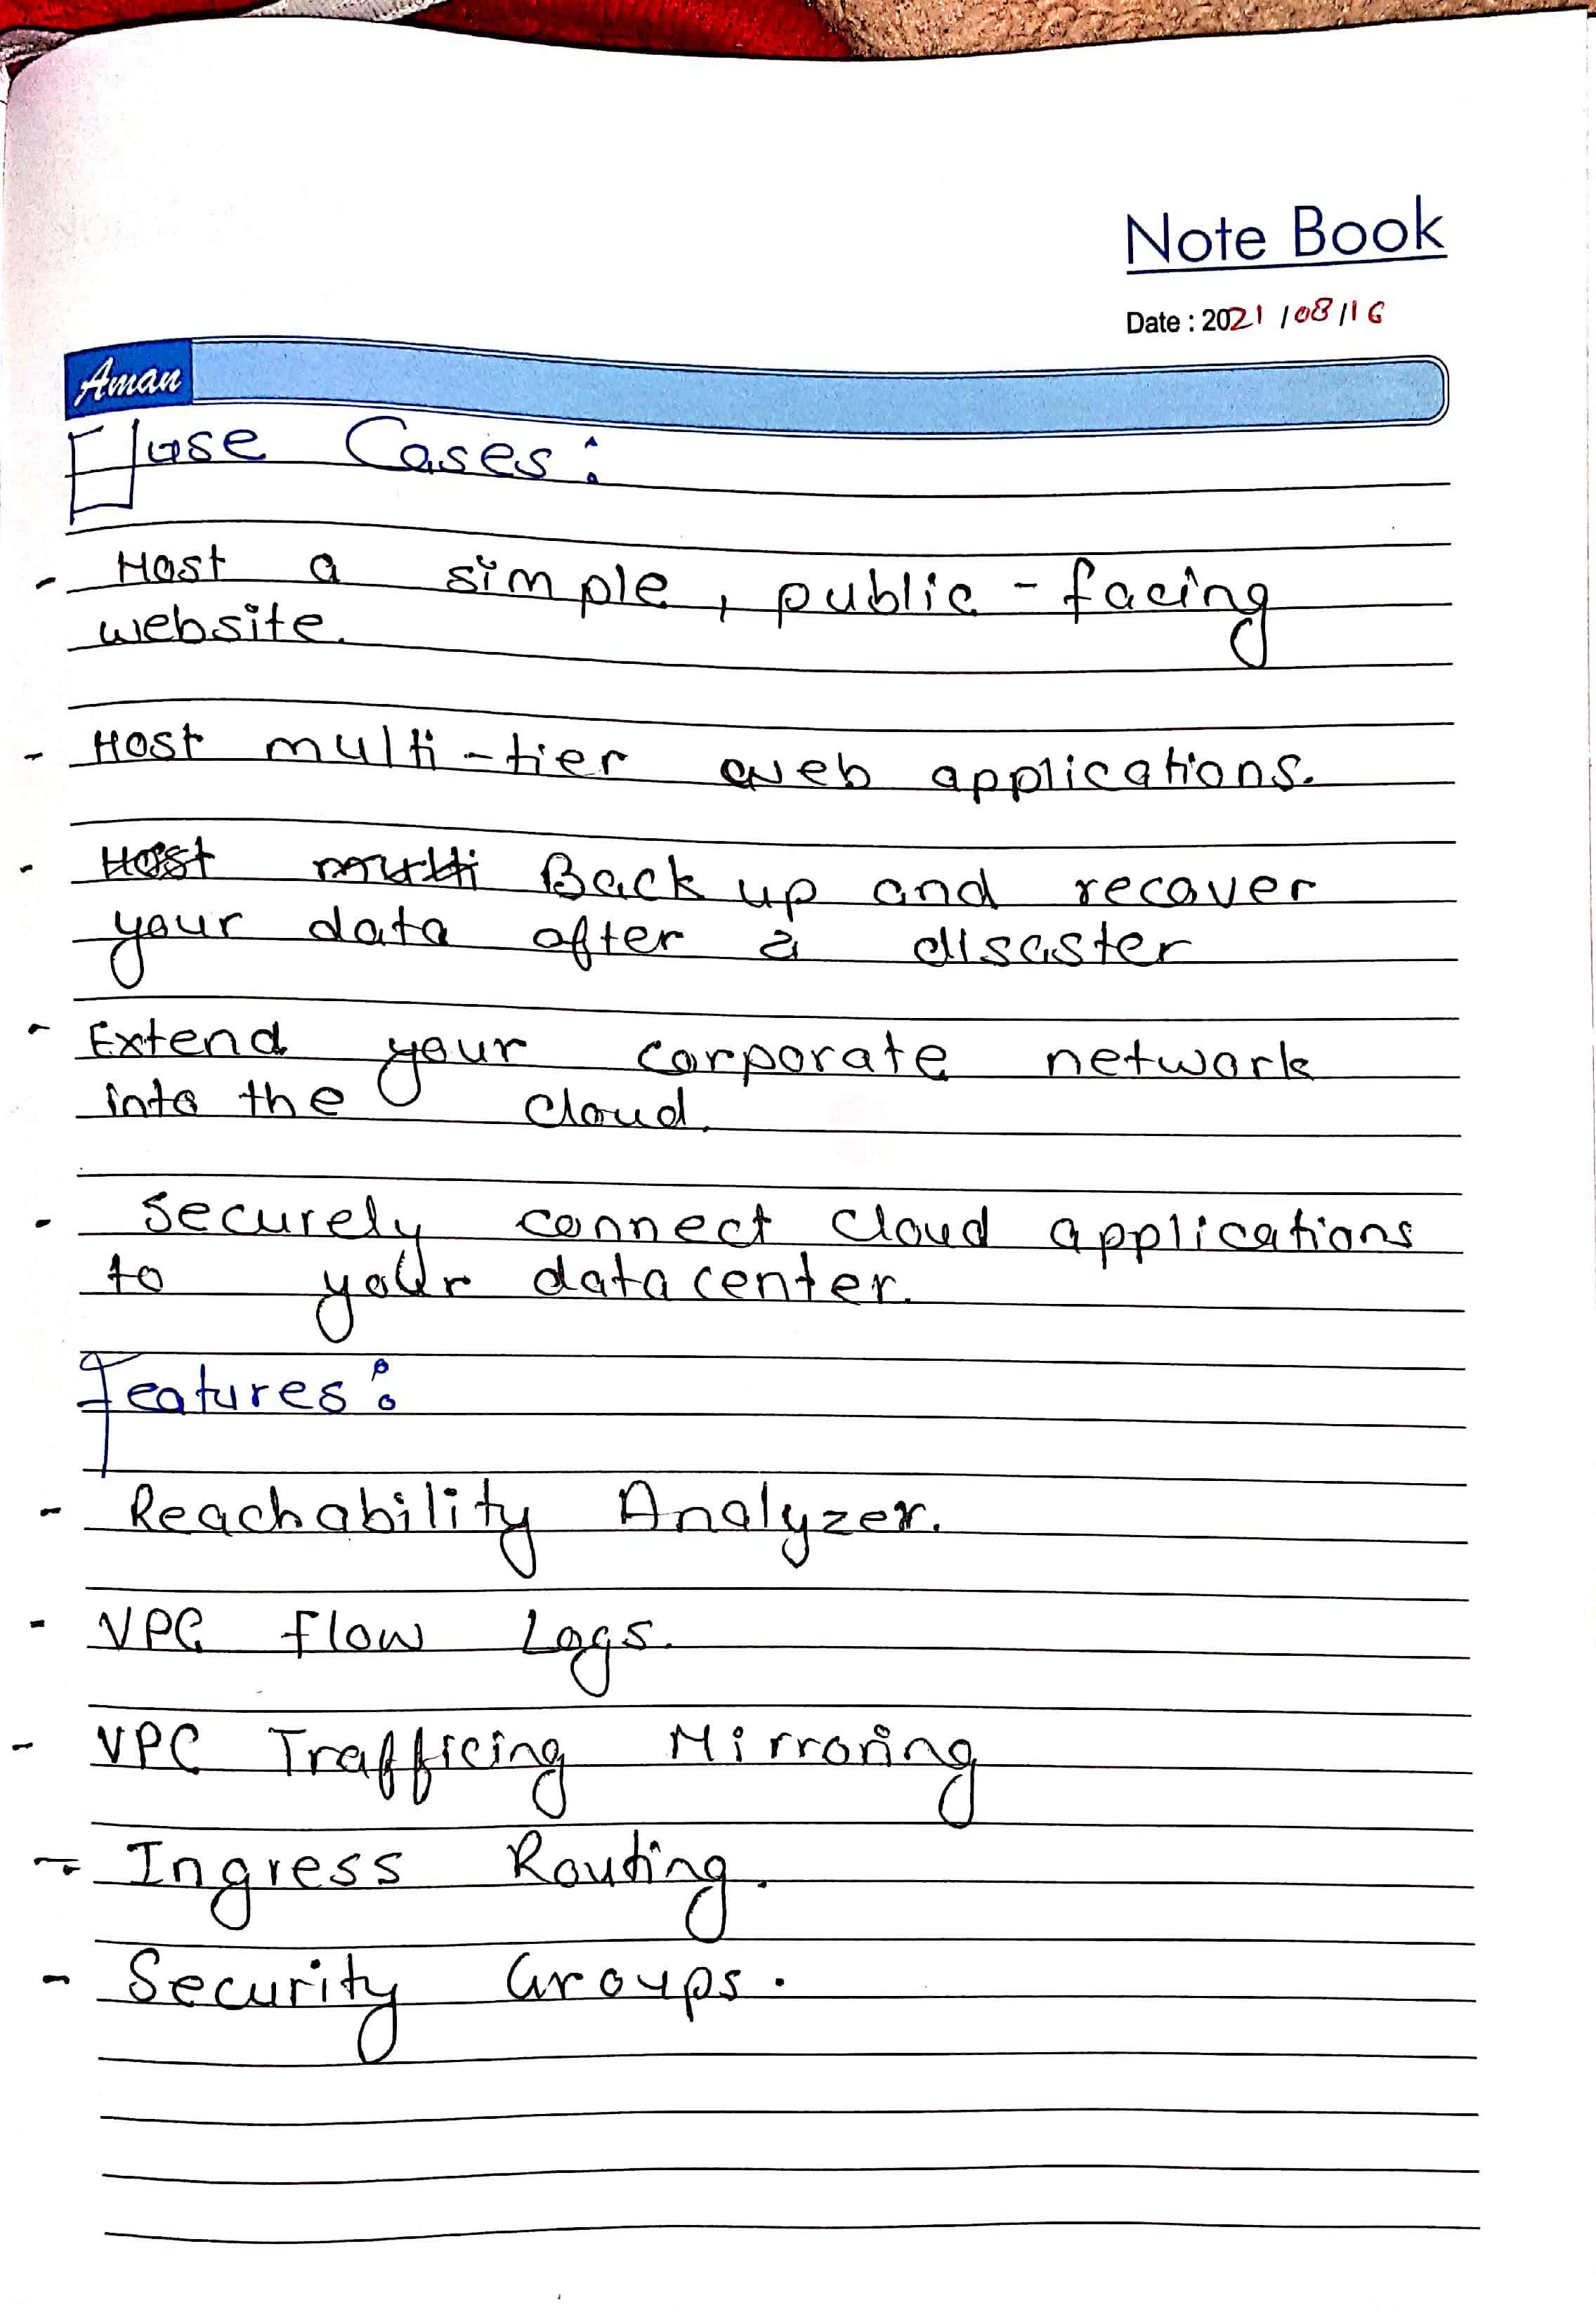 Note Book
Date : 2021/08/16
Aman
Use Cases:
- Host a simple, public-facing
website.
- Host multi-tier web applications.
- Host multi Back up and recover
your data after a disaster
- Extend your corporate network
into the cloud.
- Securely connect cloud applications
to your datacenter.
Features:
- Reachability Analyzer.
- VPC flow Logs.
- VPC Trafficing Mirroring
- Ingress Routing.
- Security Groups.